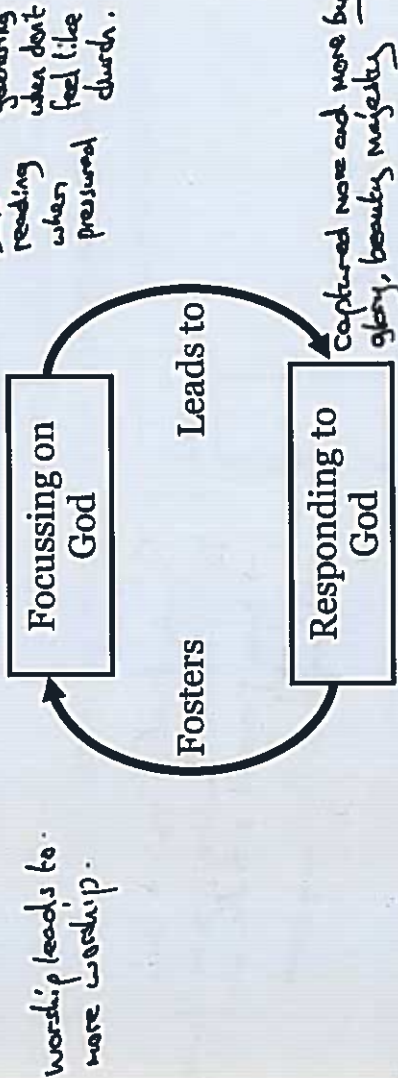 worship leads to.
more worship.
Focussing on
God
Fosters
Leads to
Responding to
God
reading
when
pressured
when don't
feel like
church.
Captured more and more by
glory, beauty majesty